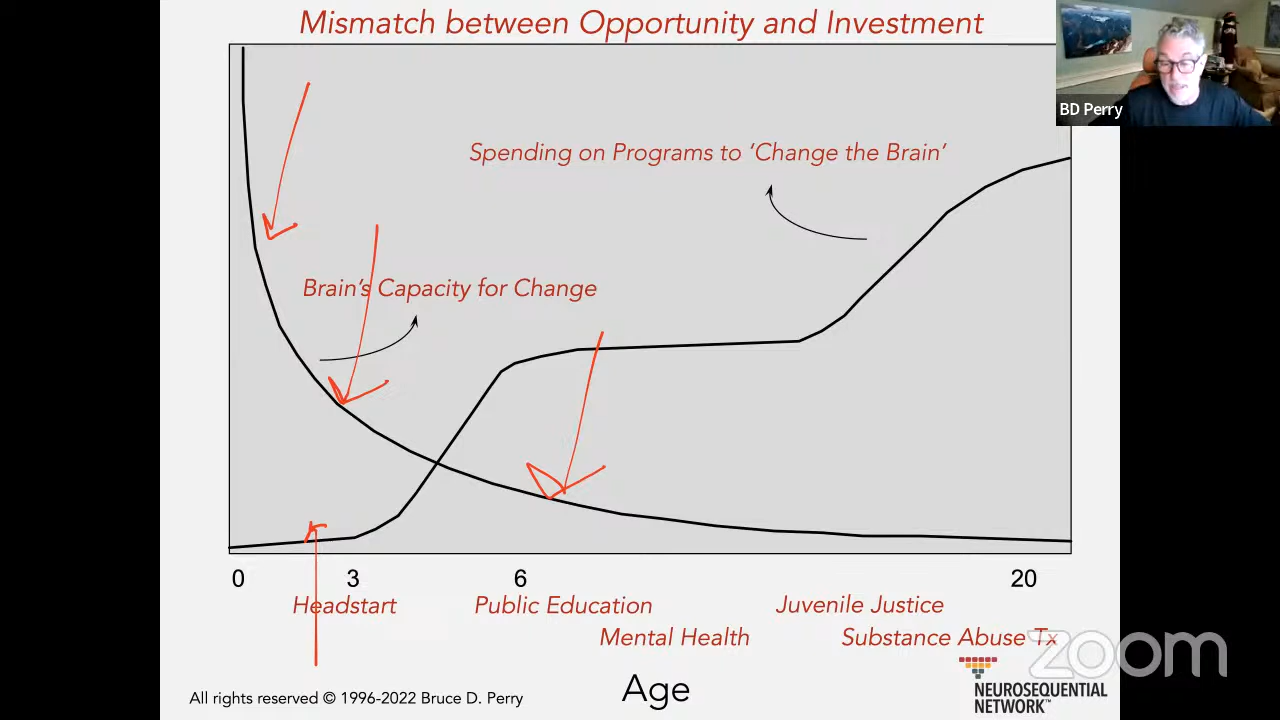 Mismatch between Opportunity and Investment
BD Perry
Spending on Programs to ‘Change the Brain’
Brain’s Capacity for Change
0 3 6 20
Headstart Public Education Juvenile Justice
Mental Health Substance Abuse Tx
zoom
Age
All rights reserved © 1996-2022 Bruce D. Perry
NEUROSEQUENTIAL
NETWORK™